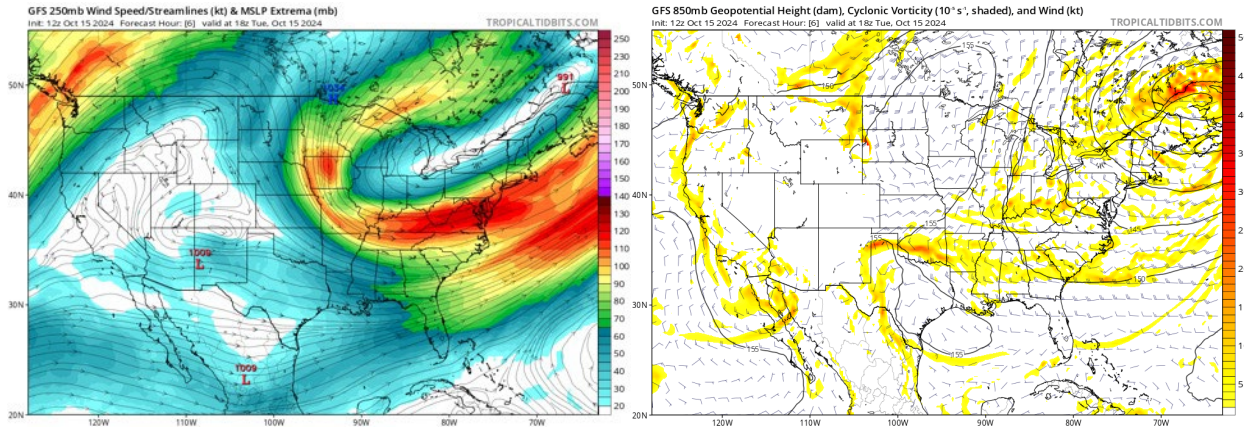 GFS 250mb Wind Speed/Streamlines (kt) & MSLP Extrema (mb)
Init: 12z Oct 15 2024 Forecast Hour: [6] valid at 18z Tue, Oct 15 2024
TROPICALTIDBITS.COM
50N
40N
30N
20N
120W
110W
100W
90W
80W
70W
991
L
1009
L
1009
L
250
230
220
210
200
190
180
170
160
150
140
130
120
110
100
90
80
70
60
50
40
30
20
GFS 850mb Geopotential Height (dam), Cyclonic Vorticity (10⁻⁵ s⁻¹, shaded), and Wind (kt)
Init: 12z Oct 15 2024 Forecast Hour: [6] valid at 18z Tue, Oct 15 2024
TROPICALTIDBITS.COM
50N
40N
30N
20N
120W
110W
100W
90W
80W
70W
155
150
155
155
145
150
155
155
5
4
4
3
3
2
2
1
1
5